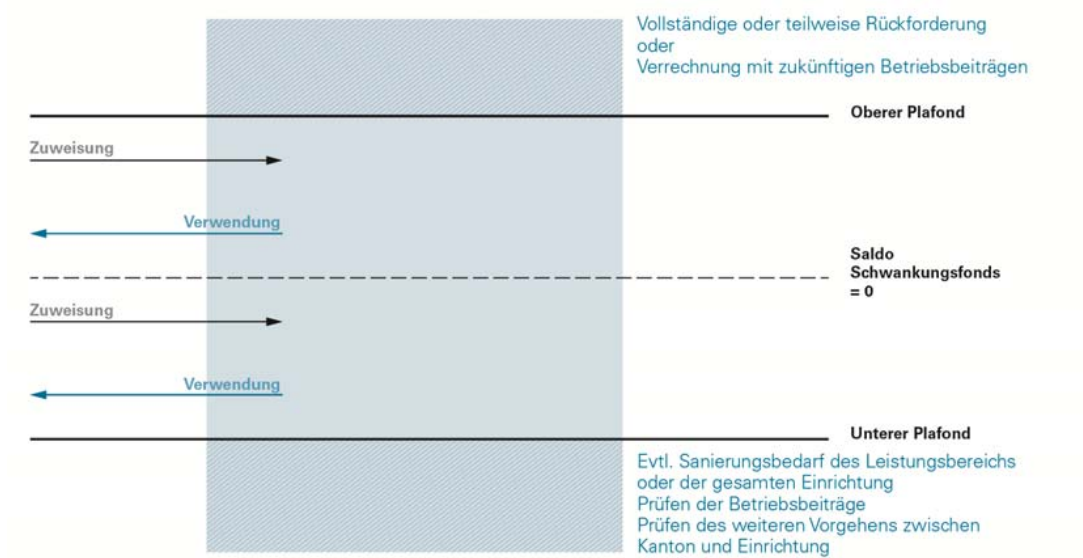 Vollständige oder teilweise Rückforderung
oder
Verrechnung mit zukünftigen Betriebsbeiträgen
Oberer Plafond
Zuweisung
Verwendung
Saldo
Schwankungsfonds
= 0
Zuweisung
Verwendung
Unterer Plafond
Evtl. Sanierungsbedarf des Leistungsbereichs
oder der gesamten Einrichtung
Prüfen der Betriebsbeiträge
Prüfen des weiteren Vorgehens zwischen
Kanton und Einrichtung